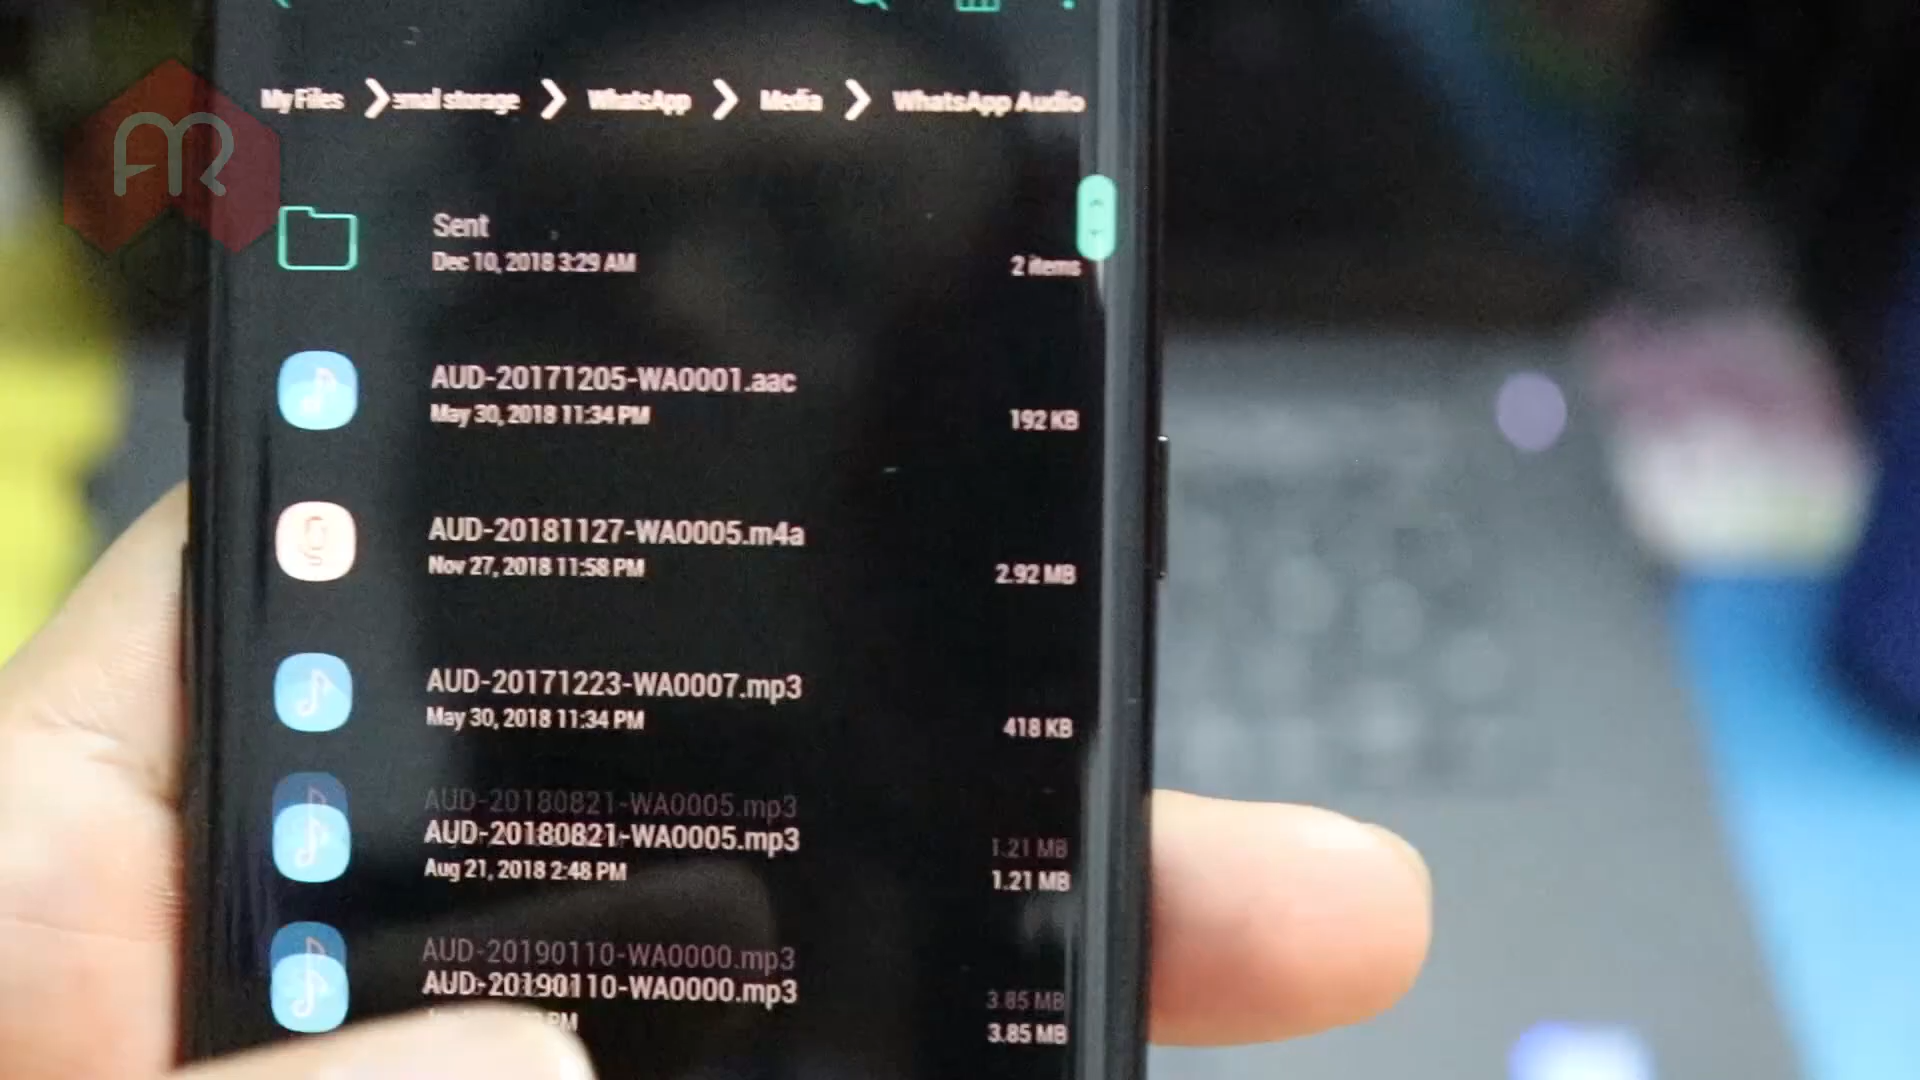 AR
My Files > ernal storage > WhatsApp > Media > WhatsApp Audio
Sent
Dec 10, 2018 3:29 AM
2 items
AUD-20171205-WA0001.aac
May 30, 2018 11:34 PM
192 KB
AUD-20181127-WA0005.m4a
Nov 27, 2018 11:58 PM
2.92 MB
AUD-20171223-WA0007.mp3
May 30, 2018 11:34 PM
418 KB
AUD-20180821-WA0005.mp3
1.21 MB
AUD-20180821-WA0005.mp3
Aug 21, 2018 2:48 PM
1.21 MB
AUD-20190110-WA0000.mp3
3.85 MB
AUD-20190110-WA0000.mp3
PM
3.85 MB